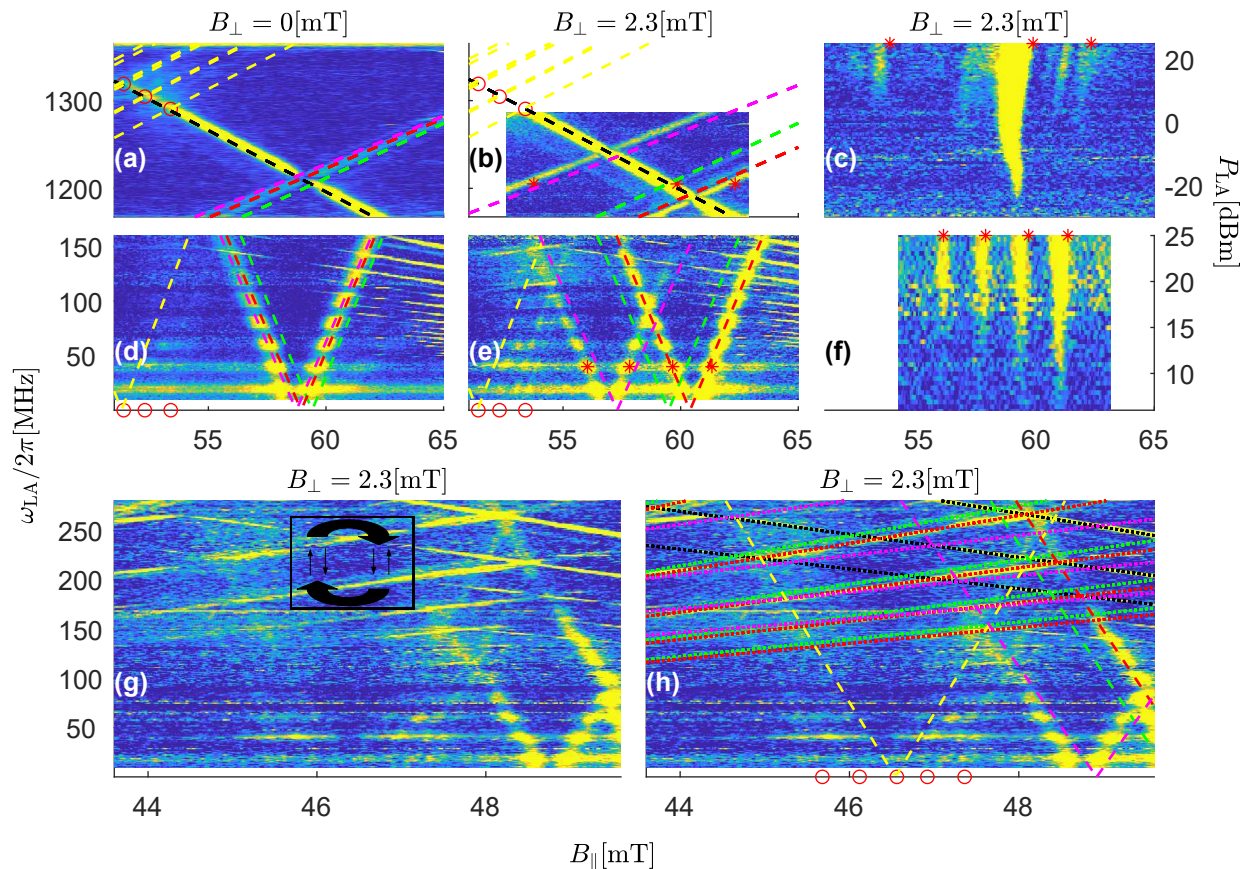 B⊥ = 0[mT]
B⊥ = 2.3[mT]
B⊥ = 2.3[mT]
1300
1200
(a)
(b)
(c)
20
0
-20
P_LA[dBm]
150
100
50
(d)
(e)
(f)
25
20
15
10
55 60 65
55 60 65
55 60 65
ω_LA/2π[MHz]
B⊥ = 2.3[mT]
B⊥ = 2.3[mT]
250
200
150
100
50
(g)
(h)
44 46 48
44 46 48
B∥[mT]